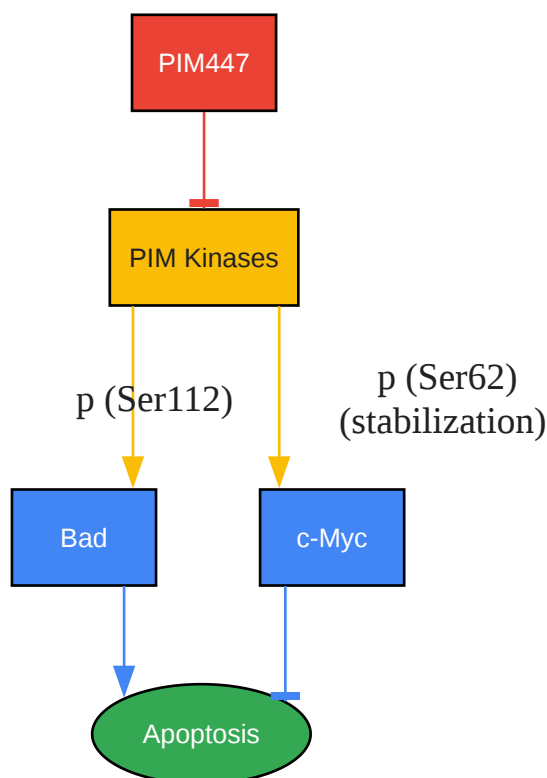 PIM447
PIM Kinases
p (Ser112)
p (Ser62)
(stabilization)
Bad
c-Myc
Apoptosis